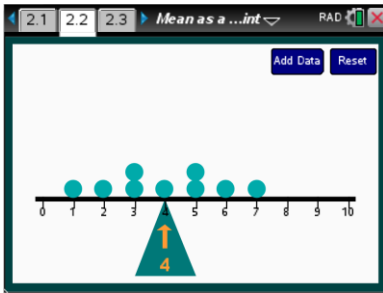 2.1 2.2 2.3 Mean as a ...int RAD
Add Data Reset
0 1 2 3 4 5 6 7 8 9 10
4